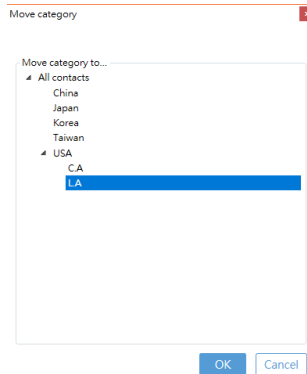 Move category
Move category to...
All contacts
China
Japan
Korea
Taiwan
USA
C.A
L.A
OK
Cancel